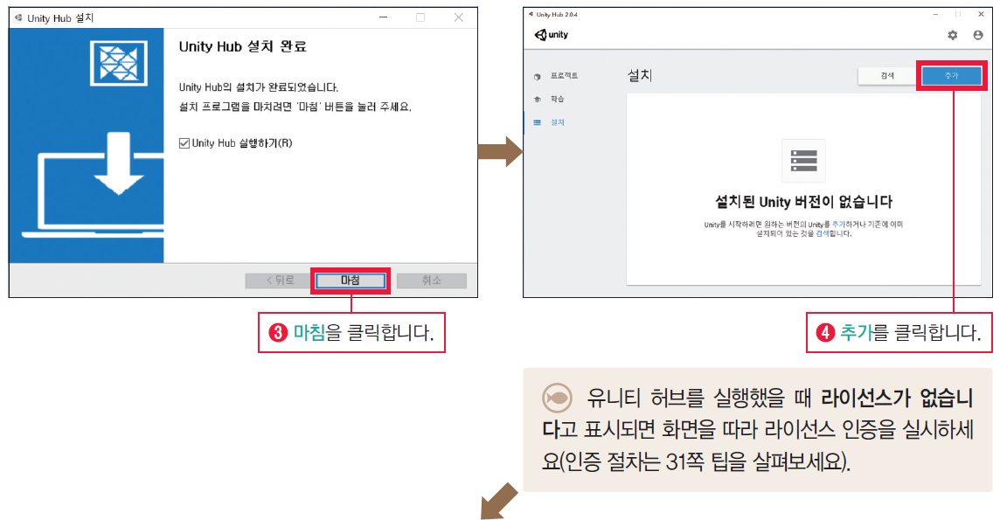 Unity Hub 설치
Unity Hub 설치 완료
Unity Hub의 설치가 완료되었습니다.
설치 프로그램을 마치려면 '마침' 버튼을 눌러 주세요.
Unity Hub 실행하기(R)
< 뒤로
마침
취소
❸ 마침을 클릭합니다.
Unity Hub 2.0.4
unity
프로젝트
학습
설치
설치
검색
추가
설치된 Unity 버전이 없습니다
Unity를 시작하려면 원하는 버전의 Unity를 추가하거나 기존에 이미
설치되어 있는 것을 검색합니다.
❹ 추가를 클릭합니다.
유니티 허브를 실행했을 때 라이선스가 없습니
다고 표시되면 화면을 따라 라이선스 인증을 실시하세
요(인증 절차는 31쪽 팁을 살펴보세요).